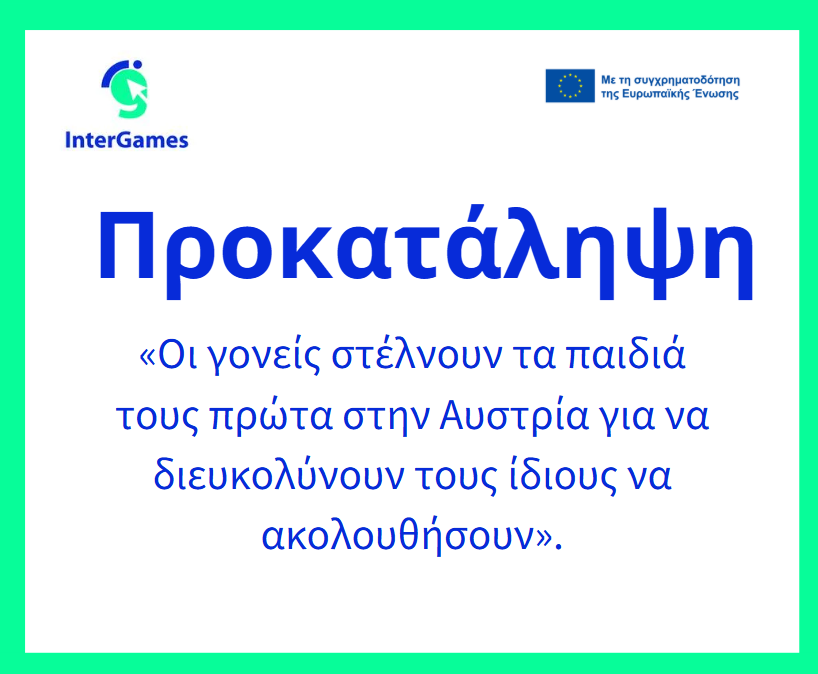 InterGames
Με τη συγχρηματοδότηση
της Ευρωπαϊκής Ένωσης
Προκατάληψη
«Οι γονείς στέλνουν τα παιδιά
τους πρώτα στην Αυστρία για να
διευκολύνουν τους ίδιους να
ακολουθήσουν».